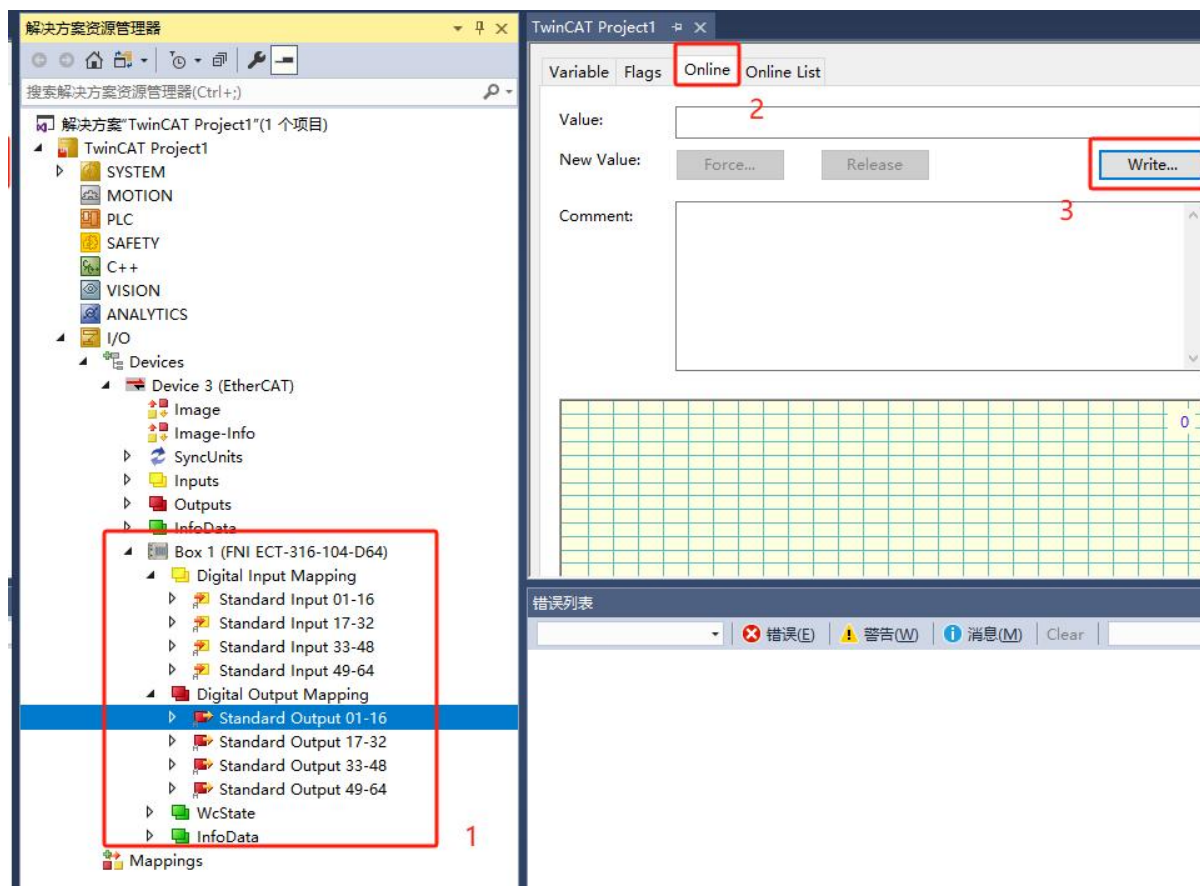 解决方案资源管理器
搜索解决方案资源管理器(Ctrl+;)
解决方案"TwinCAT Project1"(1 个项目)
TwinCAT Project1
SYSTEM
MOTION
PLC
SAFETY
C++
VISION
ANALYTICS
I/O
Devices
Device 3 (EtherCAT)
Image
Image-Info
SyncUnits
Inputs
Outputs
InfoData
Box 1 (FNI ECT-316-104-D64)
Digital Input Mapping
Standard Input 01-16
Standard Input 17-32
Standard Input 33-48
Standard Input 49-64
Digital Output Mapping
Standard Output 01-16
Standard Output 17-32
Standard Output 33-48
Standard Output 49-64
WcState
InfoData
1
Mappings
TwinCAT Project1
Variable Flags Online Online List
2
Value:
New Value: Force... Release Write...
3
Comment:
0
错误列表
错误(E) 警告(W) 消息(M) Clear